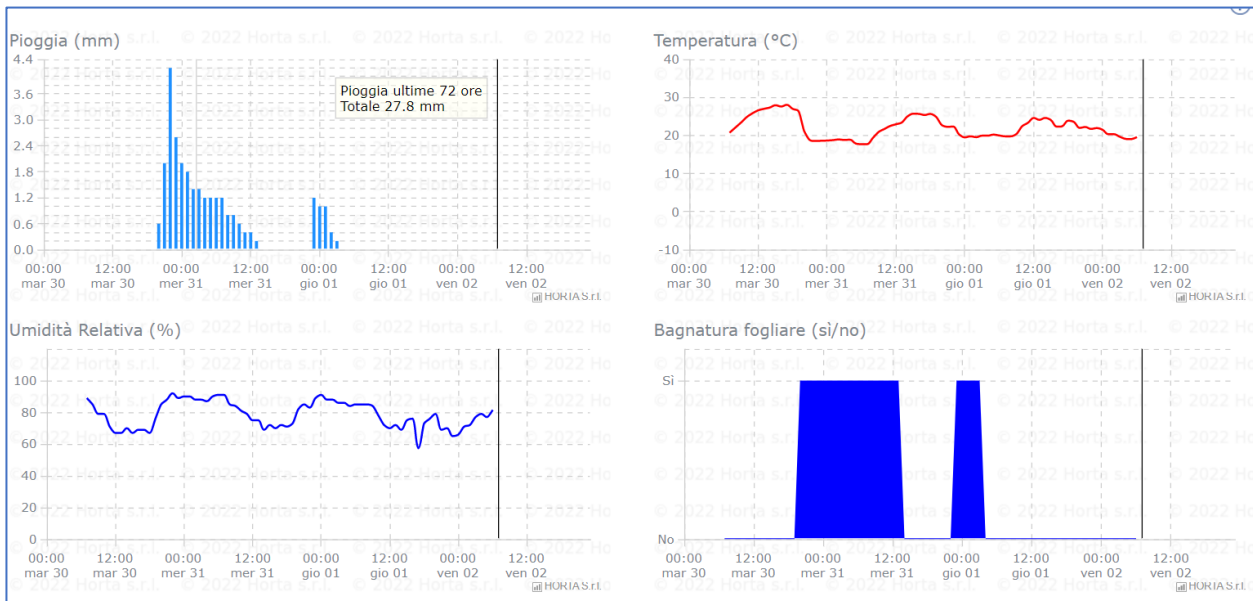 Pioggia (mm)
4.4
3.6
3.0
2.4
1.8
1.2
0.6
0.0
Pioggia ultime 72 ore
Totale 27.8 mm
00:00 12:00 00:00 12:00 00:00 12:00 00:00 12:00
mar 30 mar 30 mer 31 mer 31 gio 01 gio 01 ven 02 ven 02
HORTA S.r.l.
Temperatura (°C)
40
30
20
10
0
-10
00:00 12:00 00:00 12:00 00:00 12:00 00:00 12:00
mar 30 mar 30 mer 31 mer 31 gio 01 gio 01 ven 02 ven 02
HORTA S.r.l.
Umidità Relativa (%)
100
80
60
40
20
0
00:00 12:00 00:00 12:00 00:00 12:00 00:00 12:00
mar 30 mar 30 mer 31 mer 31 gio 01 gio 01 ven 02 ven 02
HORTA S.r.l.
Bagnatura fogliare (sì/no)
Sì
No
00:00 12:00 00:00 12:00 00:00 12:00 00:00 12:00
mar 30 mar 30 mer 31 mer 31 gio 01 gio 01 ven 02 ven 02
HORTA S.r.l.
© 2022 Horta s.r.l.